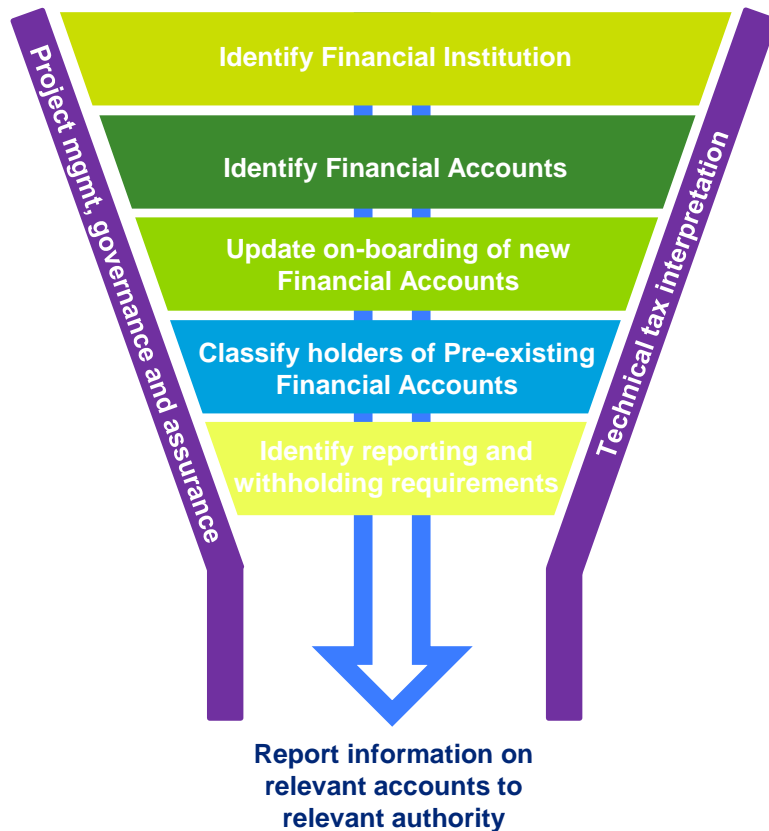 Identify Financial Institution
Identify Financial Accounts
Update on-boarding of new
Financial Accounts
Classify holders of Pre-existing
Financial Accounts
Identify reporting and
withholding requirements
Project mgmt, governance and assurance
Technical tax interpretation
Report information on
relevant accounts to
relevant authority